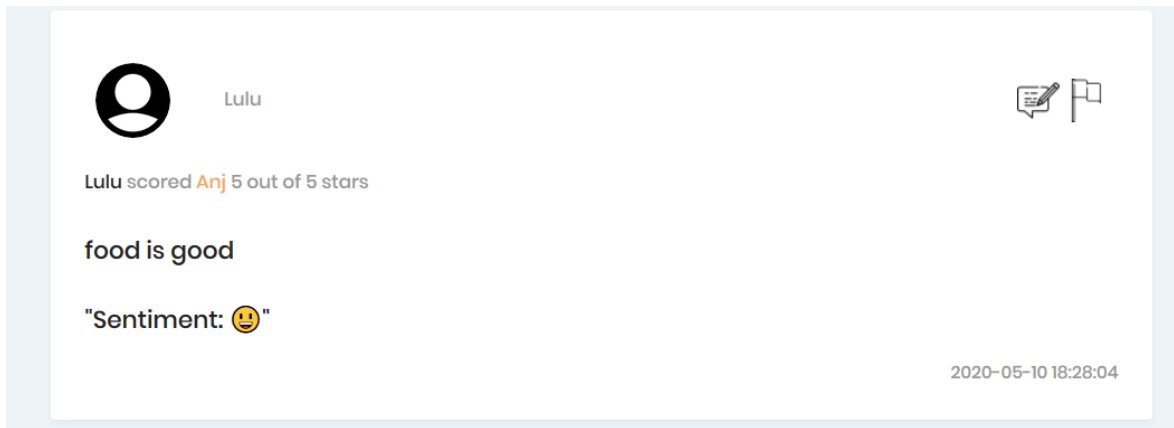 Lulu
Lulu scored Anj 5 out of 5 stars
food is good
"Sentiment: 😃"
2020-05-10 18:28:04